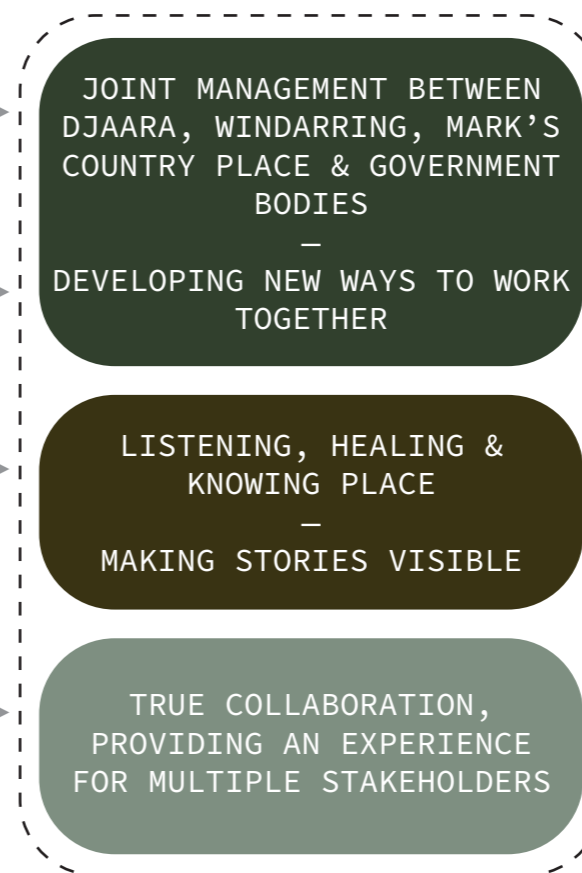 JOINT MANAGEMENT BETWEEN
DJAARA, WINDARRING, MARK’S
COUNTRY PLACE & GOVERNMENT
BODIES
—
DEVELOPING NEW WAYS TO WORK
TOGETHER
LISTENING, HEALING &
KNOWING PLACE
—
MAKING STORIES VISIBLE
TRUE COLLABORATION,
PROVIDING AN EXPERIENCE
FOR MULTIPLE STAKEHOLDERS